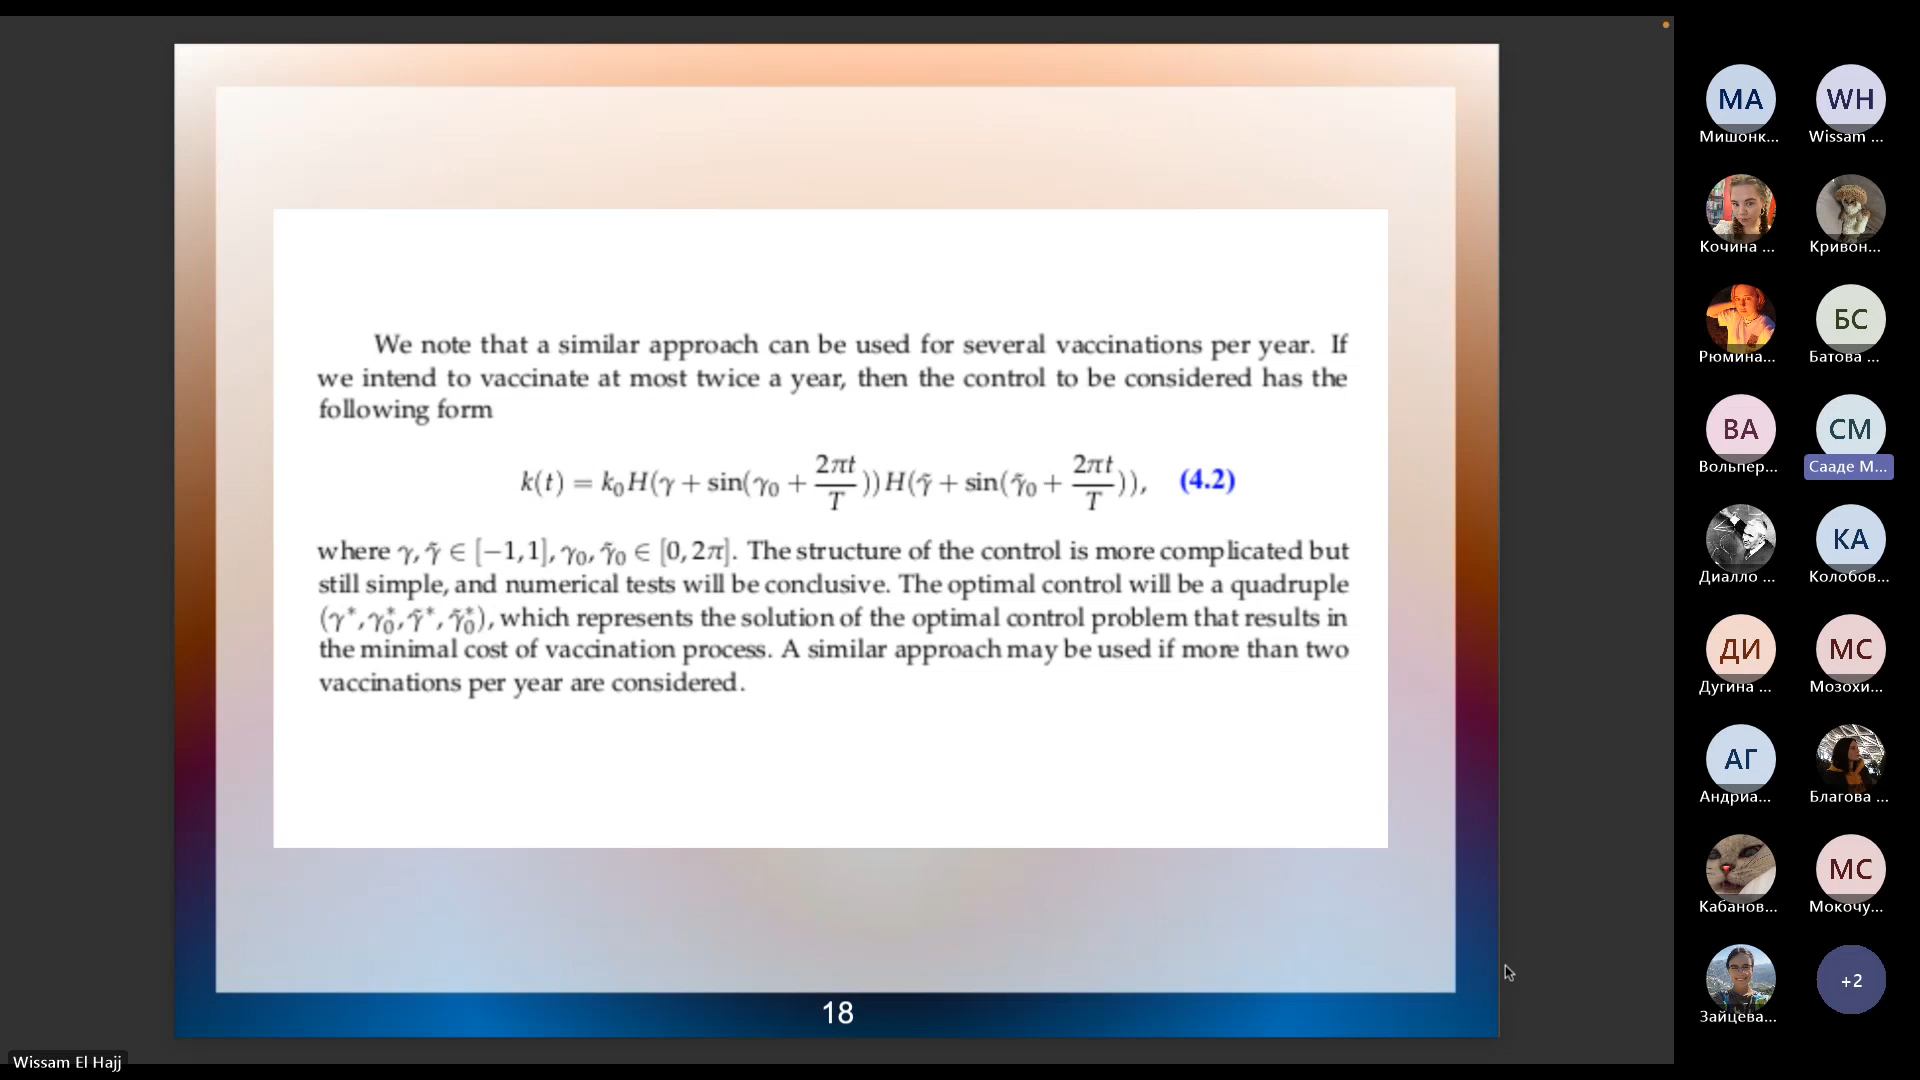 We note that a similar approach can be used for several vaccinations per year. If
we intend to vaccinate at most twice a year, then the control to be considered has the
following form
k(t) = k₀H(γ + sin(γ₀ + 2πt/T))H(γ̃ + sin(γ̃₀ + 2πt/T)), (4.2)
where γ, γ̃ ∈ [−1, 1], γ₀, γ̃₀ ∈ [0, 2π]. The structure of the control is more complicated but
still simple, and numerical tests will be conclusive. The optimal control will be a quadruple
(γ*, γ₀*, γ̃*, γ̃₀*), which represents the solution of the optimal control problem that results in
the minimal cost of vaccination process. A similar approach may be used if more than two
vaccinations per year are considered.
18
Wissam El Hajj
МА
WH
Мишонк...
Wissam ...
Кочина ...
Кривон...
БС
Рюмина...
Батова ...
ВА
СМ
Вольпер...
Сааде М...
КА
Диалло ...
Колобов...
ДИ
МС
Дугина ...
Мозохи...
АГ
Андриа...
Благова ...
МС
Кабанов...
Мокочу...
+2
Зайцева...